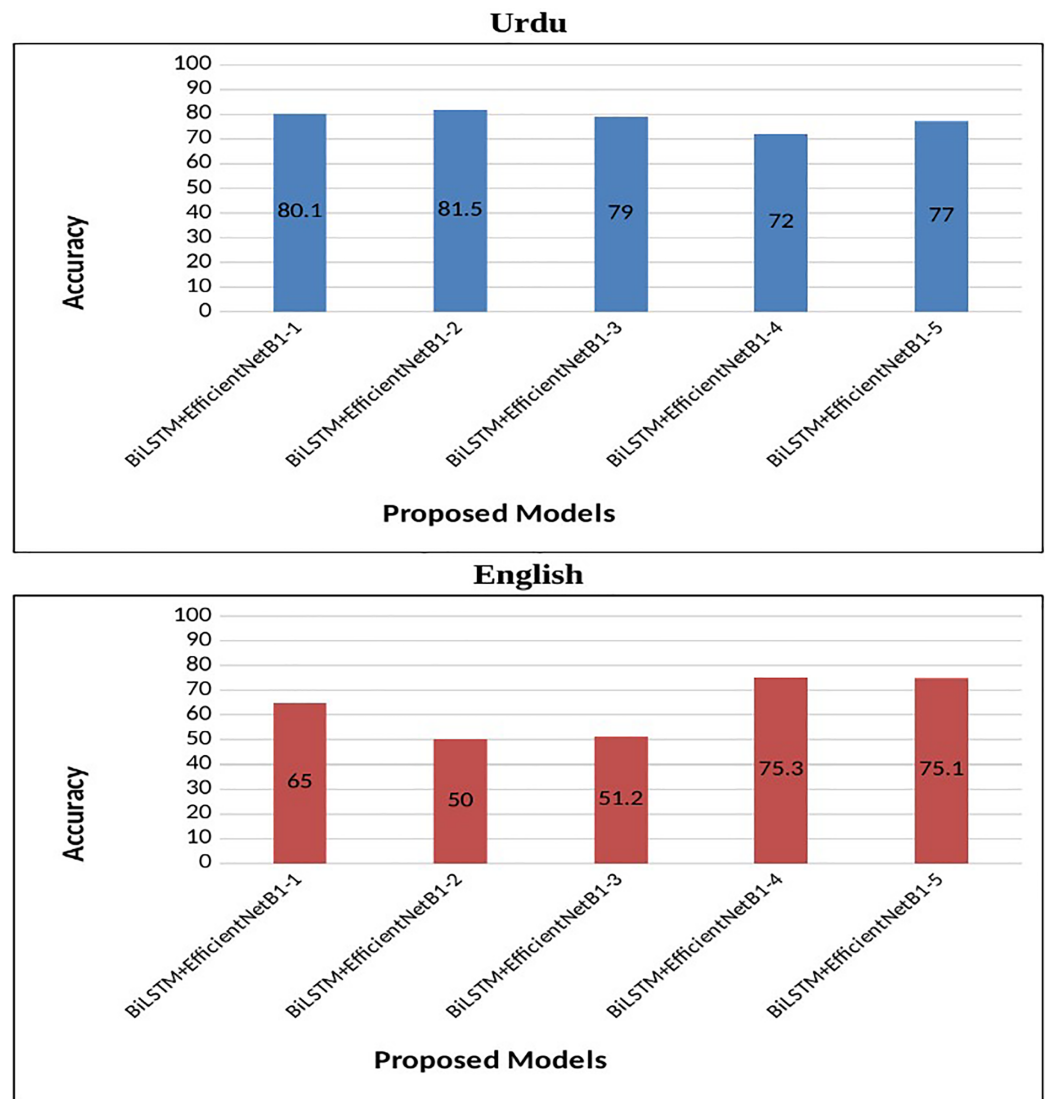 Urdu
100
90
80
70
60
50
40
30
20
10
0
Accuracy
80.1
81.5
79
72
77
BiLSTM+EfficientNetB1-1
BiLSTM+EfficientNetB1-2
BiLSTM+EfficientNetB1-3
BiLSTM+EfficientNetB1-4
BiLSTM+EfficientNetB1-5
Proposed Models
English
100
90
80
70
60
50
40
30
20
10
0
Accuracy
65
50
51.2
75.3
75.1
BiLSTM+EfficientNetB1-1
BiLSTM+EfficientNetB1-2
BiLSTM+EfficientNetB1-3
BiLSTM+EfficientNetB1-4
BiLSTM+EfficientNetB1-5
Proposed Models